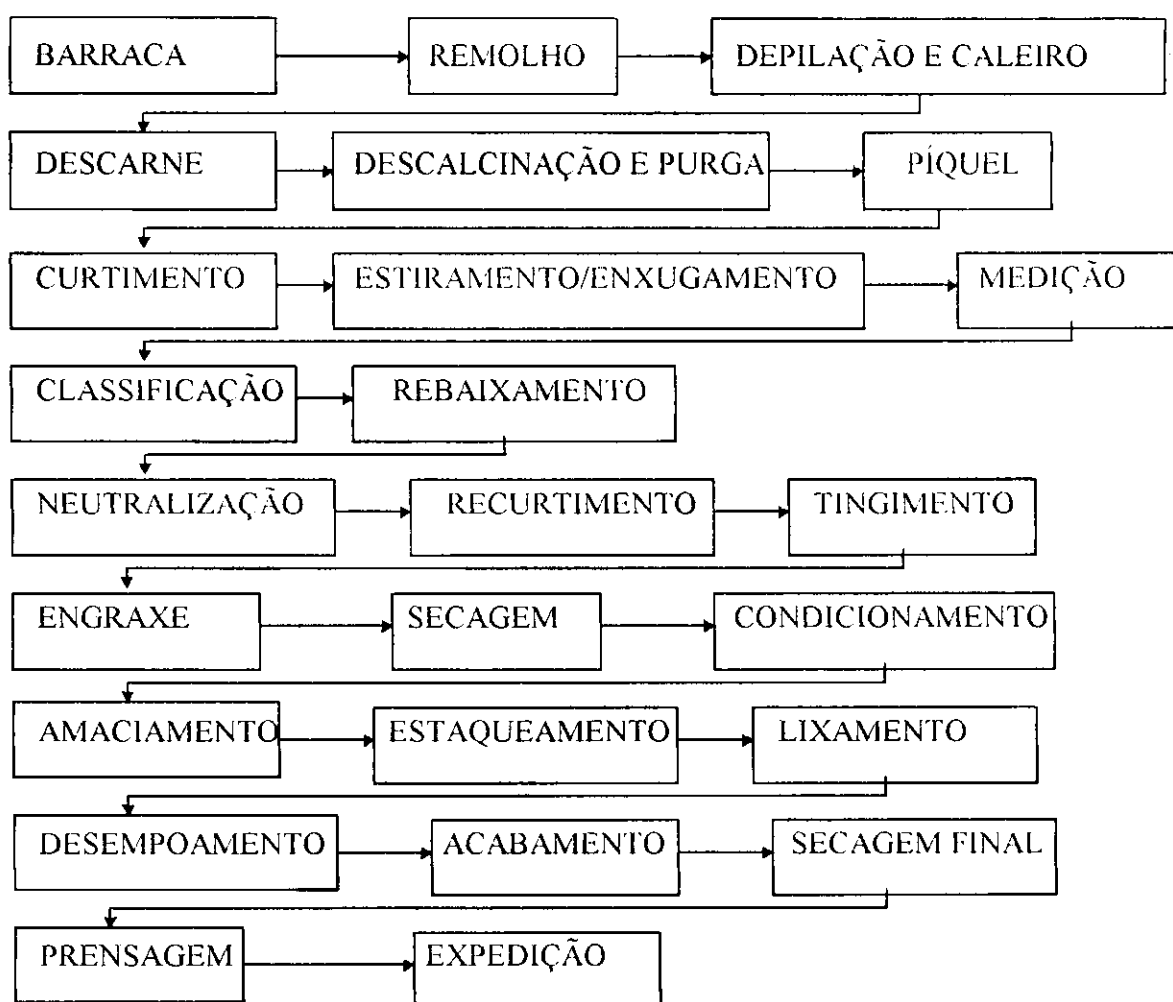 BARRACA REMOLHO DEPILAÇÃO E CALEIRO
DESCARNE DESCALCINAÇÃO E PURGA PÍQUEL
CURTIMENTO ESTIRAMENTO/ENXUGAMENTO MEDIÇÃO
CLASSIFICAÇÃO REBAIXAMENTO
NEUTRALIZAÇÃO RECURTIMENTO TINGIMENTO
ENGRAXE SECAGEM CONDICIONAMENTO
AMACIAMENTO ESTAQUEAMENTO LIXAMENTO
DESEMPOAMENTO ACABAMENTO SECAGEM FINAL
PRENSAGEM EXPEDIÇÃO